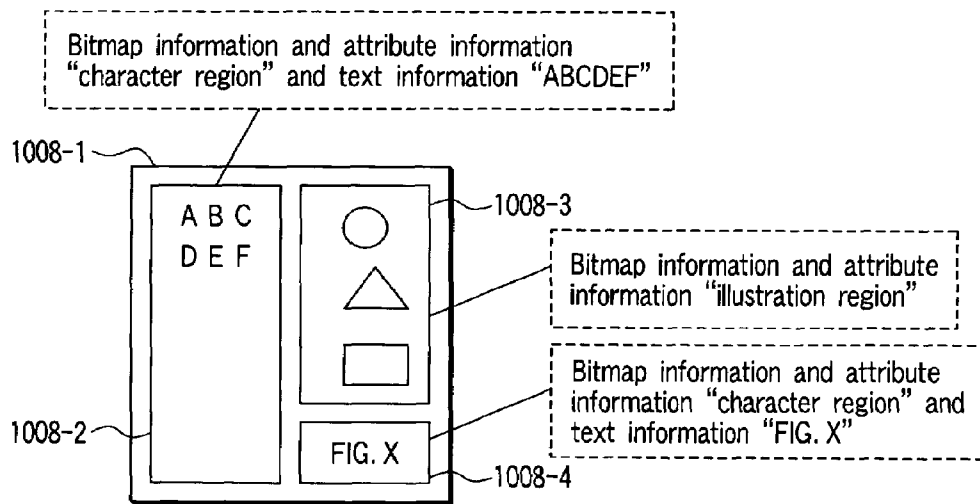 Bitmap information and attribute information
“character region” and text information “ABCDEF”
1008-1
A B C
D E F
1008-3
Bitmap information and attribute
information “illustration region”
Bitmap information and attribute
information “character region” and
text information “FIG. X”
1008-2
FIG. X
1008-4